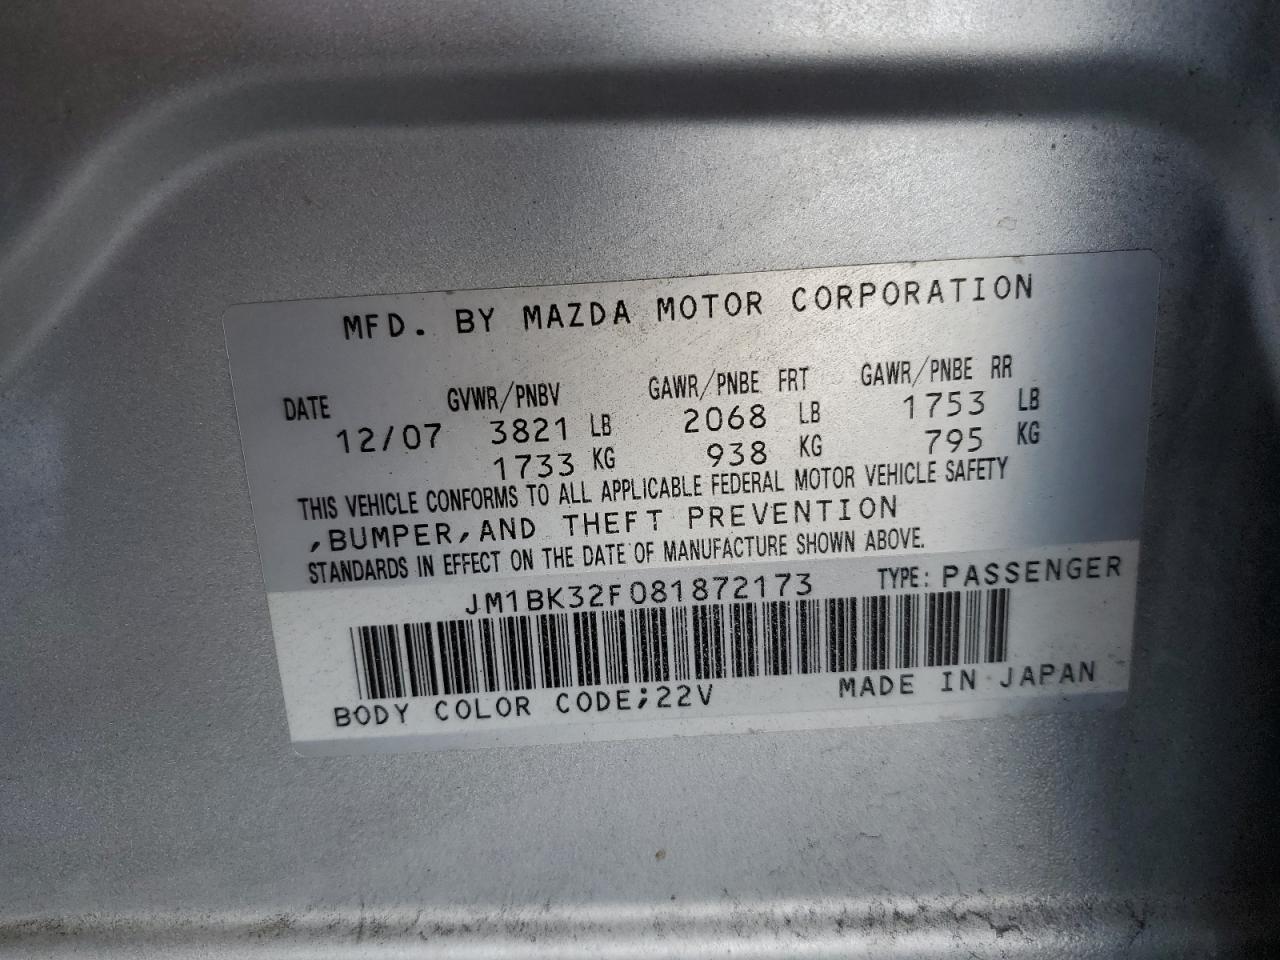 MFD. BY MAZDA MOTOR CORPORATION
DATE GVWR/PNBV GAWR/PNBE FRT GAWR/PNBE RR
12/07 3821 LB 2068 LB 1753 LB
1733 KG 938 KG 795 KG
THIS VEHICLE CONFORMS TO ALL APPLICABLE FEDERAL MOTOR VEHICLE SAFETY
,BUMPER,AND THEFT PREVENTION
STANDARDS IN EFFECT ON THE DATE OF MANUFACTURE SHOWN ABOVE.
JM1BK32F081872173 TYPE: PASSENGER
BODY COLOR CODE;22V MADE IN JAPAN